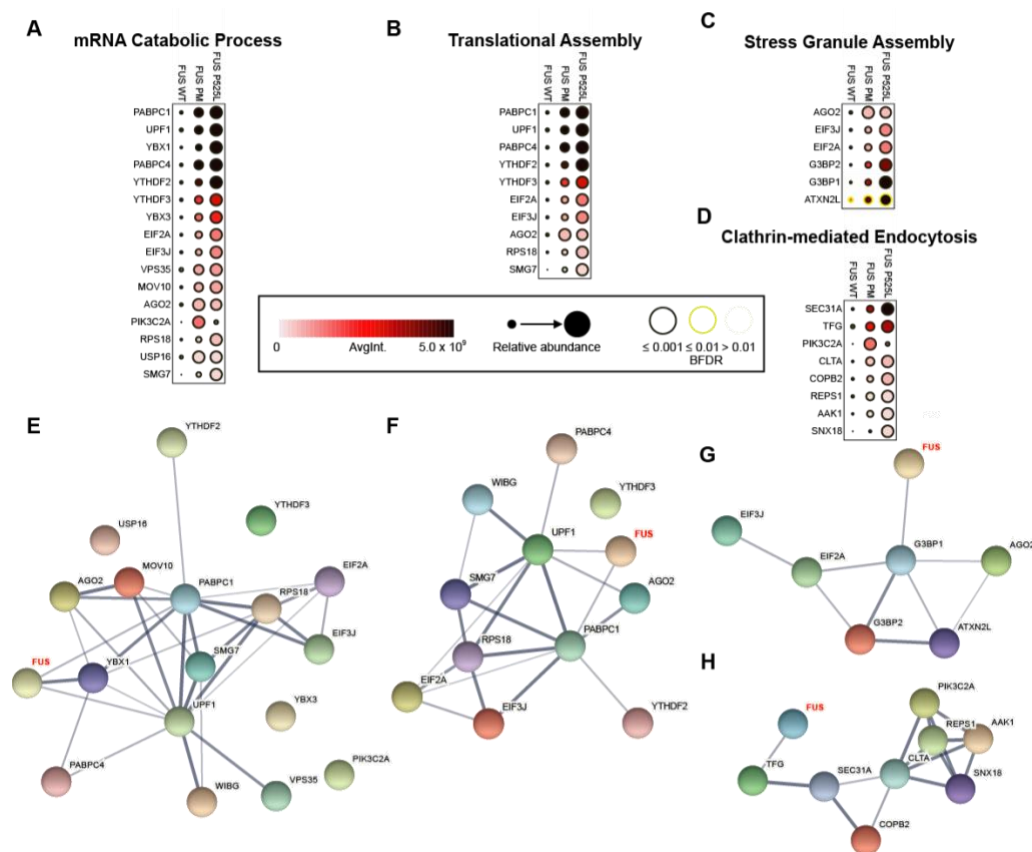 A
mRNA Catabolic Process
FUS WT
FUS PM
FUS P525L
PABPC1
UPF1
YBX1
PABPC4
YTHDF2
YTHDF3
YBX3
EIF2A
EIF3J
VPS35
MOV10
AGO2
PIK3C2A
RPS18
USP16
SMG7
B
Translational Assembly
FUS WT
FUS PM
FUS P525L
PABPC1
UPF1
PABPC4
YTHDF2
YTHDF3
EIF2A
EIF3J
AGO2
RPS18
SMG7
C
Stress Granule Assembly
FUS WT
FUS PM
FUS P525L
AGO2
EIF3J
EIF2A
G3BP2
G3BP1
ATXN2L
D
Clathrin-mediated Endocytosis
FUS WT
FUS PM
FUS P525L
SEC31A
TFG
PIK3C2A
CLTA
COPB2
REPS1
AAK1
SNX18
0 AvgInt. 5.0 x 10⁹
Relative abundance
≤ 0.001 ≤ 0.01 > 0.01
BFDR
E
YTHDF2
YTHDF3
USP16
MOV10
AGO2
PABPC1
EIF2A
RPS18
EIF3J
SMG7
FUS
YBX1
YBX3
UPF1
PIK3C2A
PABPC4
WIBG
VPS35
F
PABPC4
WIBG
YTHDF3
UPF1
FUS
SMG7
AGO2
PABPC1
RPS18
EIF2A
EIF3J
YTHDF2
G
FUS
FUS
EIF3J
G3BP1
AGO2
EIF2A
G3BP2
ATXN2L
H
PIK3C2A
FUS
REPS1
AAK1
CLTA
TFG
SEC31A
SNX18
COPB2